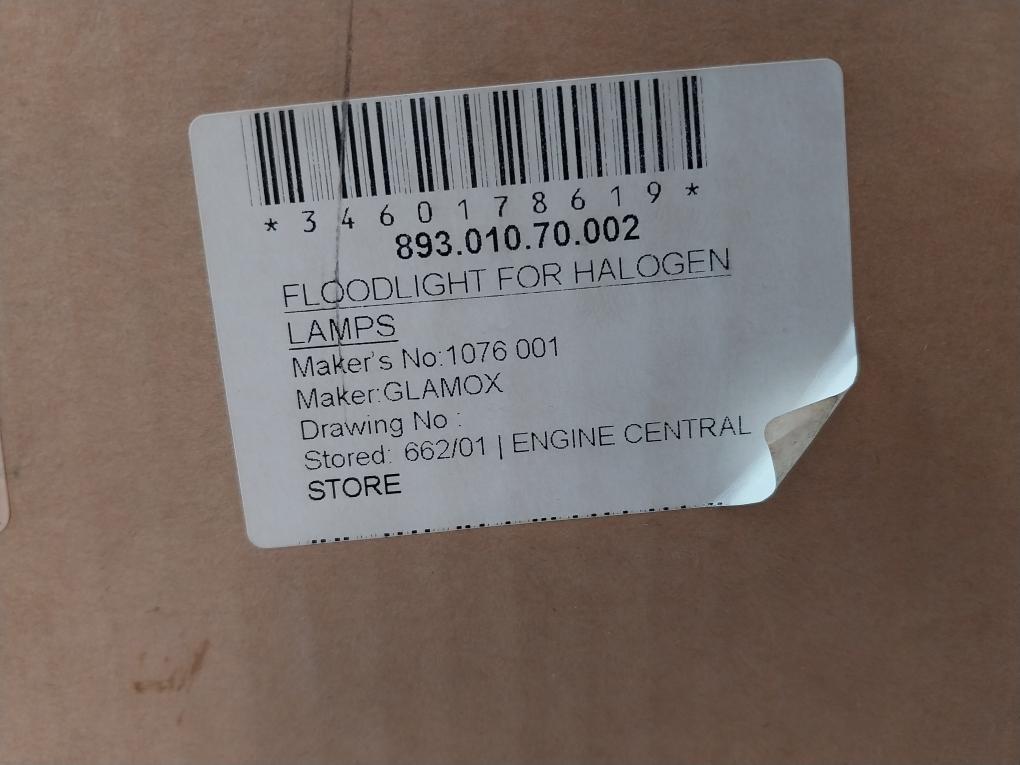 *3460178619*
893.010.70.002
FLOODLIGHT FOR HALOGEN
LAMPS
Maker's No:1076 001
Maker:GLAMOX
Drawing No :
Stored: 662/01 | ENGINE CENTRAL
STORE